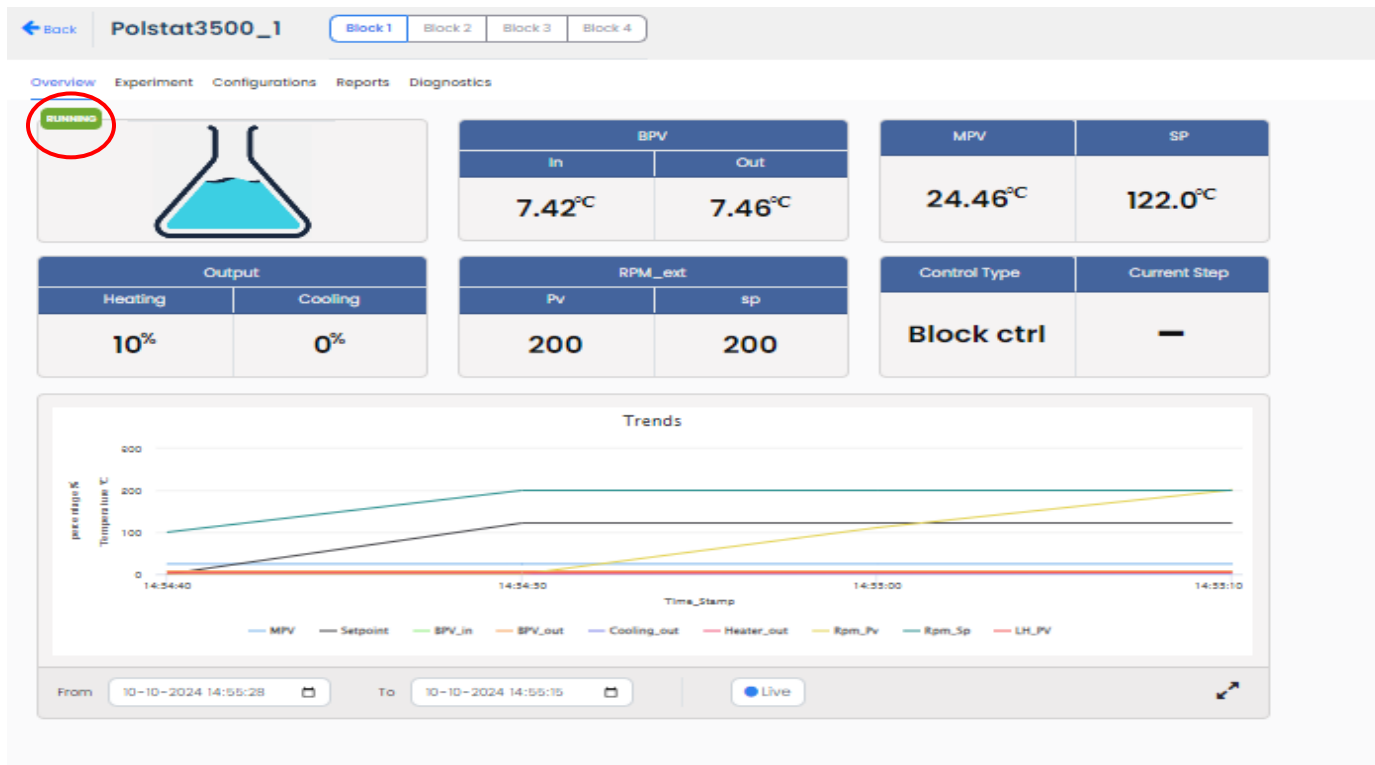 Back Polstat3500_1 Block 1 Block 2 Block 3 Block 4
Overview Experiment Configurations Reports Diagnostics
RUNNING
BPV
In Out
7.42°C 7.46°C
MPV SP
24.46°C 122.0°C
Output
Heating Cooling
10% 0%
RPM_ext
Pv sp
200 200
Control Type Current Step
Block ctrl –
Trends
percentage %
Temperature °C
300
200
100
0
14:54:40 14:54:50 14:55:00 14:55:10
Time_Stamp
MPV Setpoint BPV_in BPV_out Cooling_out Heater_out Rpm_Pv Rpm_Sp LH_PV
From 10-10-2024 14:55:28 To 10-10-2024 14:55:15 Live